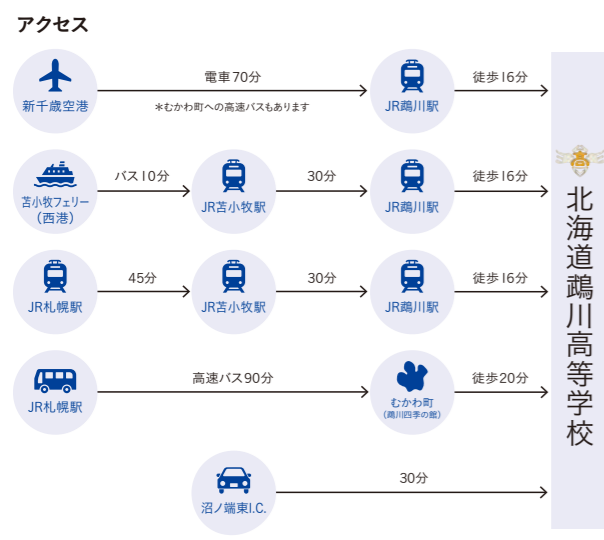 アクセス
新千歳空港
電車70分
＊むかわ町への高速バスもあります
JR鵡川駅
徒歩16分
苫小牧フェリー
（西港）
バス10分
JR苫小牧駅
30分
JR鵡川駅
徒歩16分
JR札幌駅
45分
JR苫小牧駅
30分
JR鵡川駅
徒歩16分
JR札幌駅
高速バス90分
むかわ町
（鵡川四季の館）
徒歩20分
沼ノ端東I.C.
30分
北海道鵡川高等学校